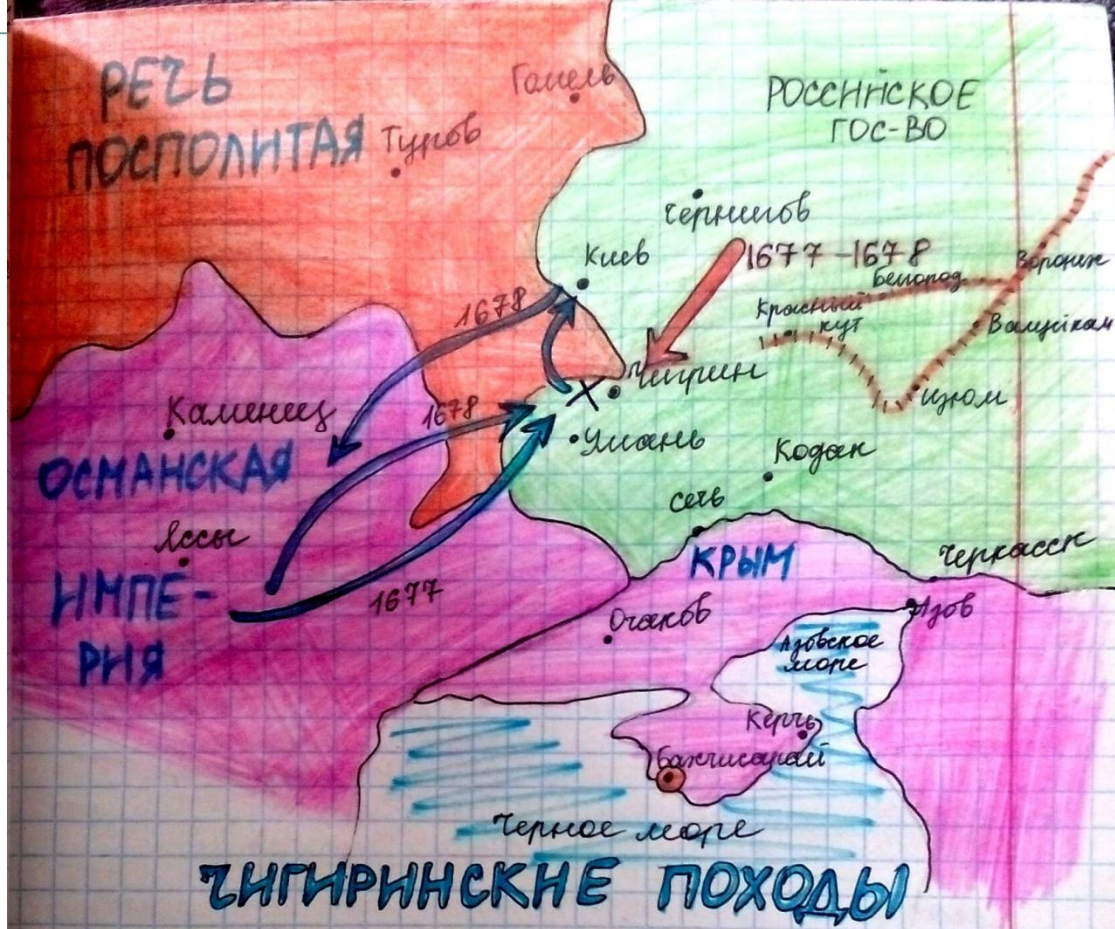 РЕЧЬ
ПОСПОЛИТАЯ
Гомель
Туров
РОССИЙСКОЕ
ГОС-ВО
Чернигов
Киев
1677-1678
Белгород
Воронеж
Красный
кут
1678
Чигирин
Изюм
Каменец
1678
ОСМАНСКАЯ
Умань
Кодак
Сечь
Яссы
КРЫМ
Черкасск
ИМПЕ-
РИЯ
1677
Очаков
Азов
Азовское
море
Керчь
Бахчисарай
Черное море
ЧИГИРИНСКИЕ ПОХОДЫ